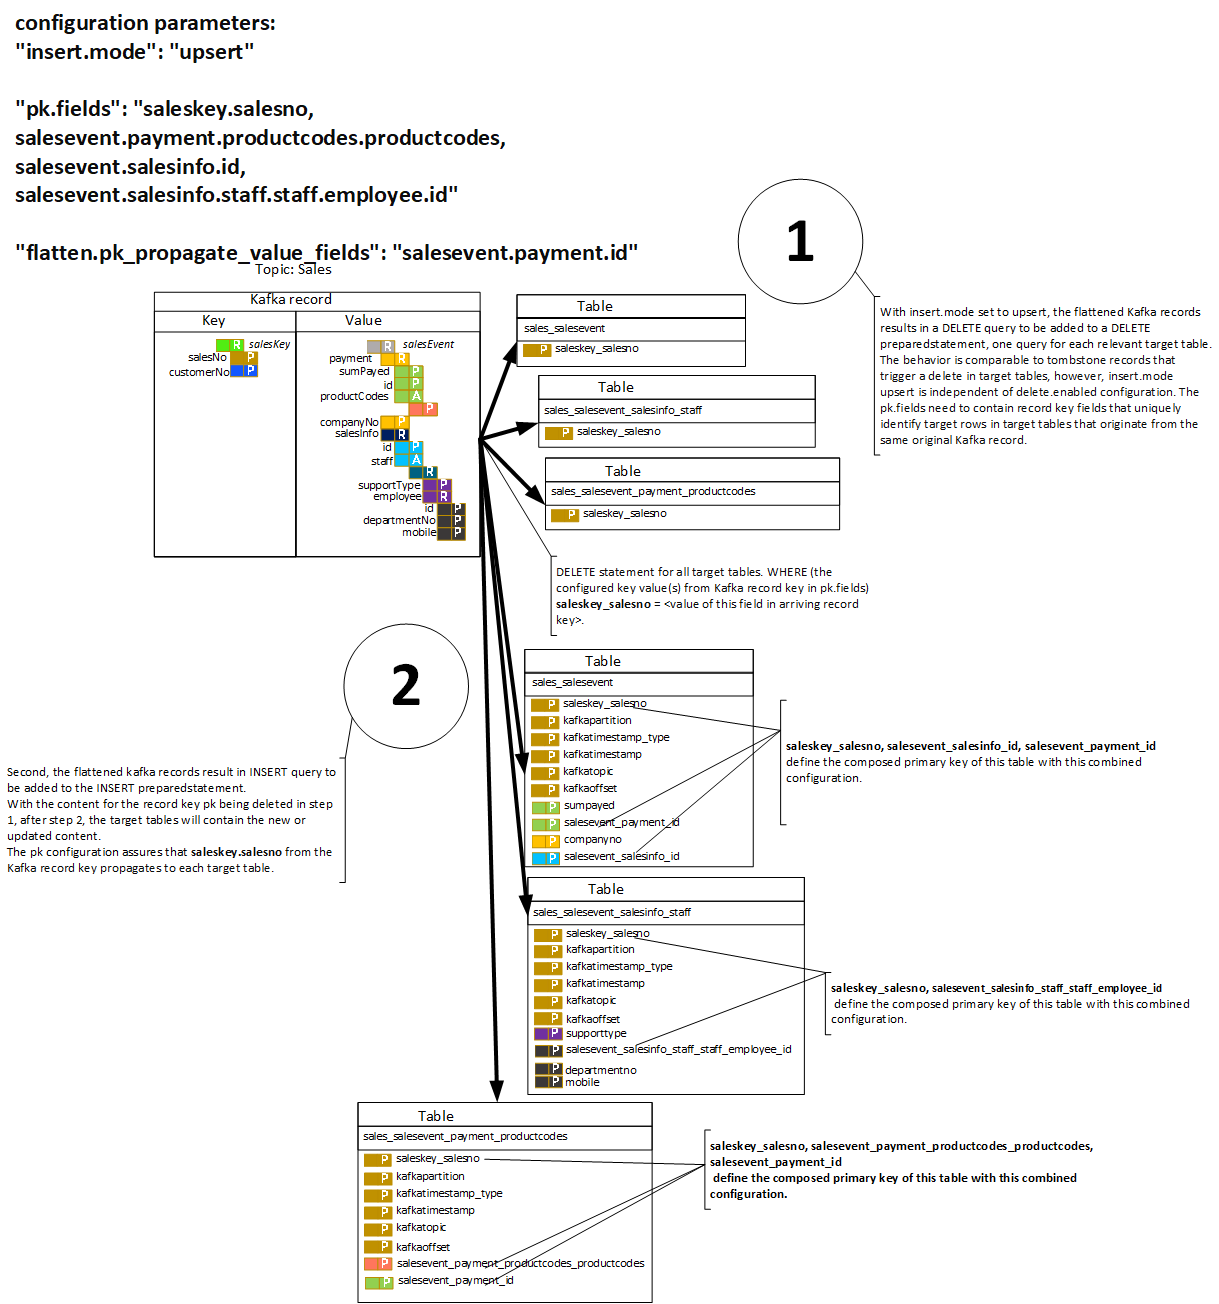 configuration parameters:
"insert.mode": "upsert"
"pk.fields": "saleskey.salesno,
salesevent.payment.productcodes.productcodes,
salesevent.salesinfo.id,
salesevent.salesinfo.staff.staff.employee.id"
"flatten.pk_propagate_value_fields": "salesevent.payment.id"
Topic: Sales
Kafka record
Key
Value
R salesKey
salesNo P
customerNo P
R salesEvent
payment R
sumPayed P
id P
productCodes A
P
companyNo P
salesInfo R
id P
staff A
R
supportType P
employee R
id P
departmentNo P
mobile P
1
With insert.mode set to upsert, the flattened Kafka records
results in a DELETE query to be added to a DELETE
preparedstatement, one query for each relevant target table.
The behavior is comparable to tombstone records that
trigger a delete in target tables, however, insert.mode
upsert is independent of delete.enabled configuration. The
pk.fields need to contain record key fields that uniquely
identify target rows in target tables that originate from the
same original Kafka record.
Table
sales_salesevent
P saleskey_salesno
Table
sales_salesevent_salesinfo_staff
P saleskey_salesno
Table
sales_salesevent_payment_productcodes
P saleskey_salesno
DELETE statement for all target tables. WHERE (the
configured key value(s) from Kafka record key in pk.fields)
saleskey_salesno = <value of this field in arriving record
key>.
2
Second, the flattened kafka records result in INSERT query to
be added to the INSERT preparedstatement.
With the content for the record key pk being deleted in step
1, after step 2, the target tables will contain the new or
updated content.
The pk configuration assures that saleskey.salesno from the
Kafka record key propagates to each target table.
Table
sales_salesevent
P saleskey_salesno
P kafkapartition
P kafkatimestamp_type
P kafkatimestamp
P kafkatopic
P kafkaoffset
P sumpayed
P salesevent_payment_id
P companyno
P salesevent_salesinfo_id
saleskey_salesno, salesevent_salesinfo_id, salesevent_payment_id
define the composed primary key of this table with this combined
configuration.
Table
sales_salesevent_salesinfo_staff
P saleskey_salesno
P kafkapartition
P kafkatimestamp_type
P kafkatimestamp
P kafkatopic
P kafkaoffset
P supporttype
P salesevent_salesinfo_staff_staff_employee_id
P departmentno
P mobile
saleskey_salesno, salesevent_salesinfo_staff_staff_employee_id
define the composed primary key of this table with this combined
configuration.
Table
sales_salesevent_payment_productcodes
P saleskey_salesno
P kafkapartition
P kafkatimestamp_type
P kafkatimestamp
P kafkatopic
P kafkaoffset
P salesevent_payment_productcodes_productcodes
P salesevent_payment_id
saleskey_salesno, salesevent_payment_productcodes_productcodes,
salesevent_payment_id
define the composed primary key of this table with this combined
configuration.